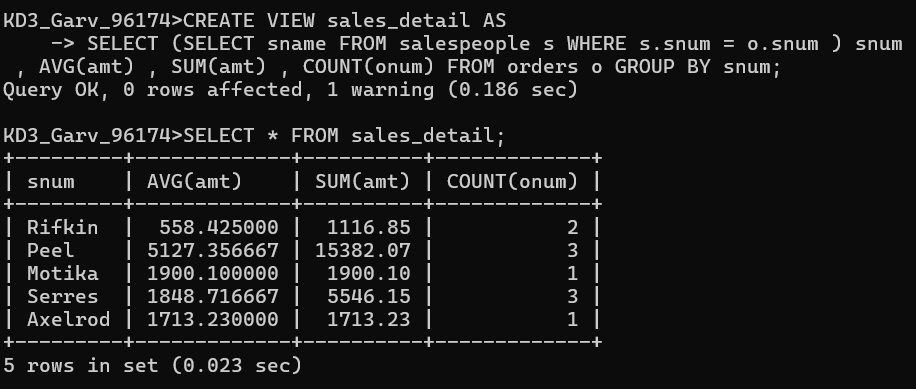 KD3_Garv_96174>CREATE VIEW sales_detail AS
    -> SELECT (SELECT sname FROM salespeople s WHERE s.snum = o.snum ) snum
 , AVG(amt) , SUM(amt) , COUNT(onum) FROM orders o GROUP BY snum;
Query OK, 0 rows affected, 1 warning (0.186 sec)

KD3_Garv_96174>SELECT * FROM sales_detail;
+---------+-------------+----------+-------------+
| snum    | AVG(amt)    | SUM(amt) | COUNT(onum) |
+---------+-------------+----------+-------------+
| Rifkin  |  558.425000 |  1116.85 |           2 |
| Peel    | 5127.356667 | 15382.07 |           3 |
| Motika  | 1900.100000 |  1900.10 |           1 |
| Serres  | 1848.716667 |  5546.15 |           3 |
| Axelrod | 1713.230000 |  1713.23 |           1 |
+---------+-------------+----------+-------------+
5 rows in set (0.023 sec)